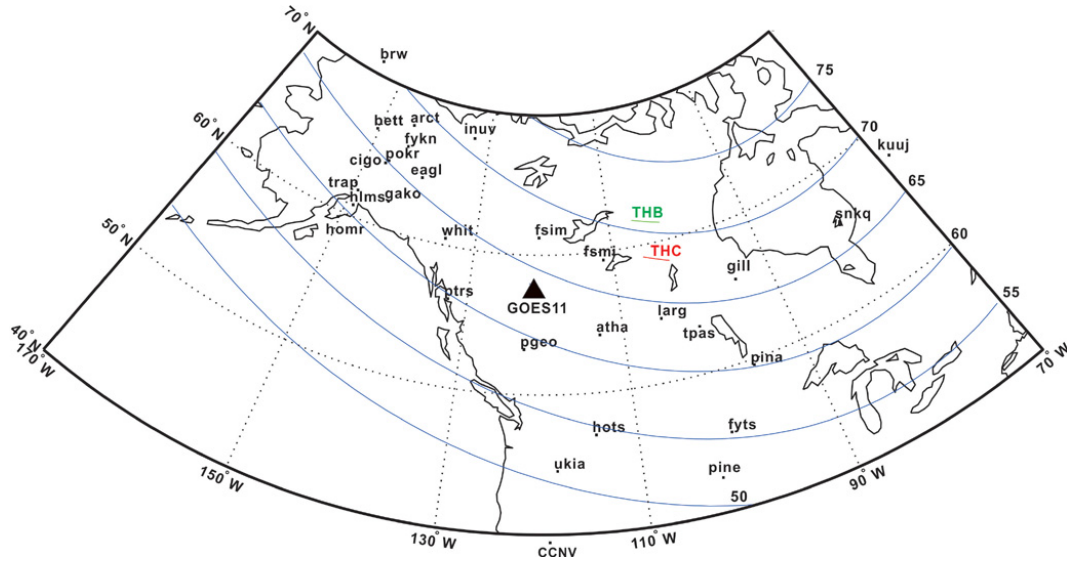 70° N
brw
75
bett
arct
inuv
fykn
60° N
cigo
pokr
eagl
70
kuuj
trap
hlms
gako
65
THB
snkq
homr
whit
fsim
60
50° N
fsmi
THC
gill
ptrs
GOES11
55
larg
atha
tpas
40° N
170° W
pgeo
pina
70° W
hots
fyts
ukia
pine
150° W
50
90° W
130° W
110° W
CCNV